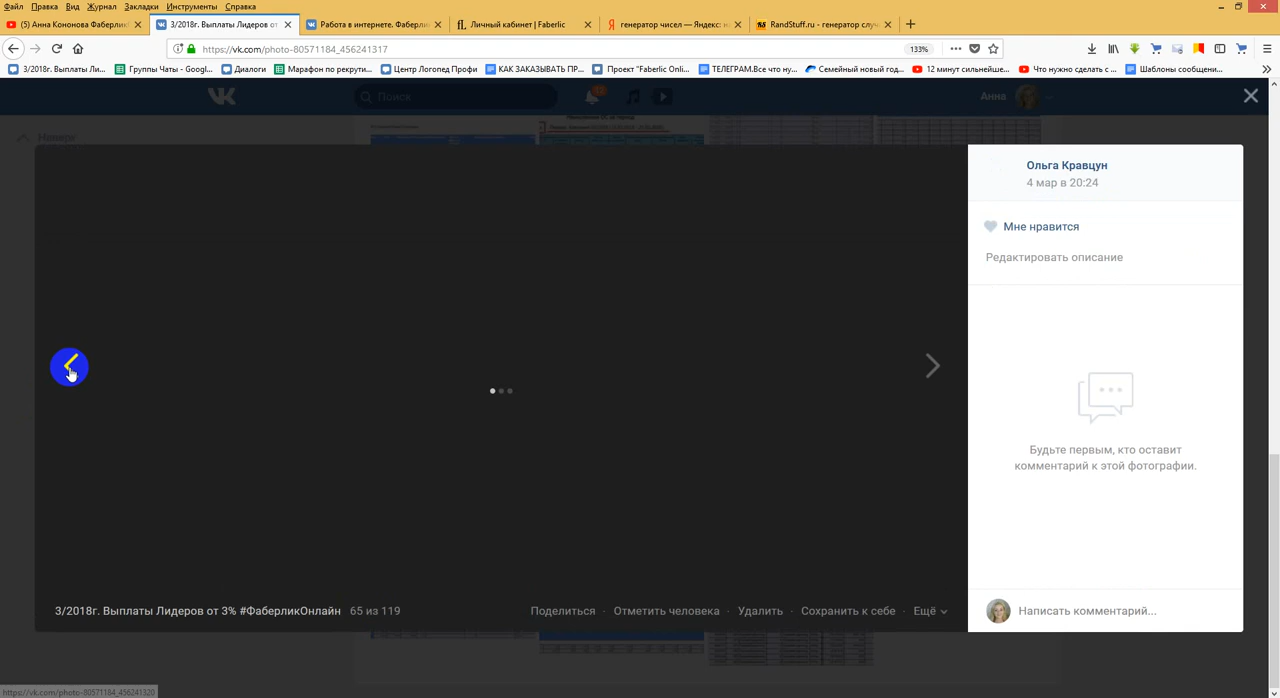 Файл Правка Вид Журнал Закладки Инструменты Справка
(5) Анна Кононова Фаберлик
3/2018г. Выплаты Лидеров от
Работа в интернете. Фаберли
Личный кабинет | Faberlic
генератор чисел — Яндекс: н
RandStuff.ru - генератор случ
https://vk.com/photo-80571184_456241317
133%
3/2018г. Выплаты Ли...
Группы Чаты - Googl...
Диалоги
Марафон по рекрути...
Центр Логопед Профи
КАК ЗАКАЗЫВАТЬ ПР...
Проект "Faberlic Onli...
ТЕЛЕГРАМ.Все что ну...
Семейный новый год...
12 минут сильнейше...
Что нужно сделать с ...
Шаблоны сообщени...
Поиск
Анна
Начало
Ольга Кравцун
4 мар в 20:24
Мне нравится
Редактировать описание
Будьте первым, кто оставит
комментарий к этой фотографии.
3/2018г. Выплаты Лидеров от 3% #ФаберликОнлайн 65 из 119
Поделиться · Отметить человека · Удалить · Сохранить к себе · Ещё
Написать комментарий...
https://vk.com/photo-80571184_456241320